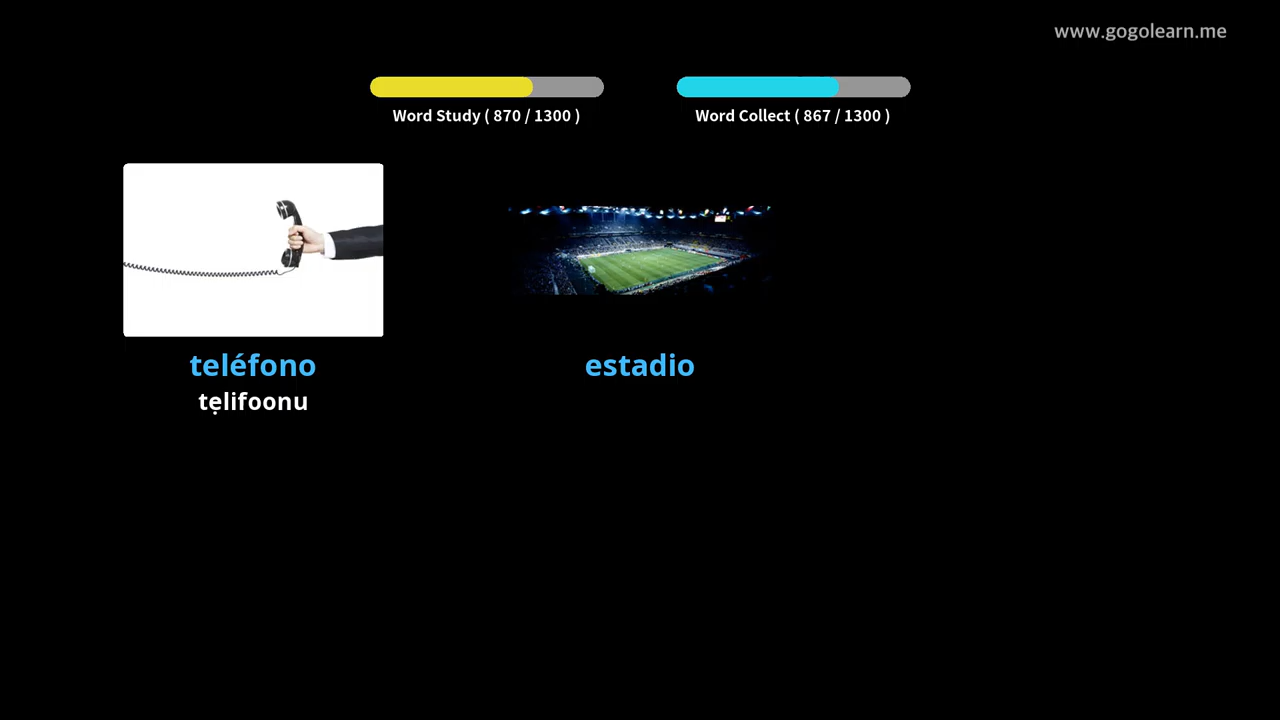 www.gogolearn.me
Word Study ( 870 / 1300 )
Word Collect ( 867 / 1300 )
teléfono
tẹlifoonu
estadio